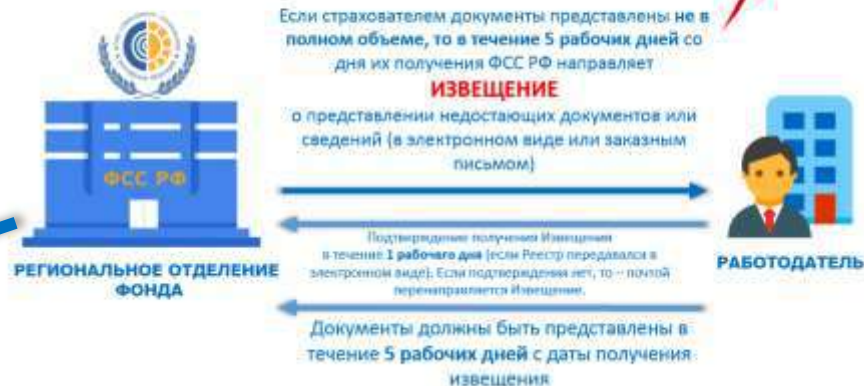 Если страхователем документы представлены не в
полном объеме, то в течение 5 рабочих дней со
дня их получения ФСС РФ направляет
ИЗВЕЩЕНИЕ
о представлении недостающих документов или
сведений (в электронном виде или заказным
письмом)
ФСС РФ
Подтверждение получения Извещения
в течение 1 рабочего дня (если Реестр передавался в
электронном виде). Если подтверждения нет, то – почтой
перенаправляется Извещение.
РЕГИОНАЛЬНОЕ ОТДЕЛЕНИЕ
ФОНДА
РАБОТОДАТЕЛЬ
Документы должны быть представлены в
течение 5 рабочих дней с даты получения
извещения